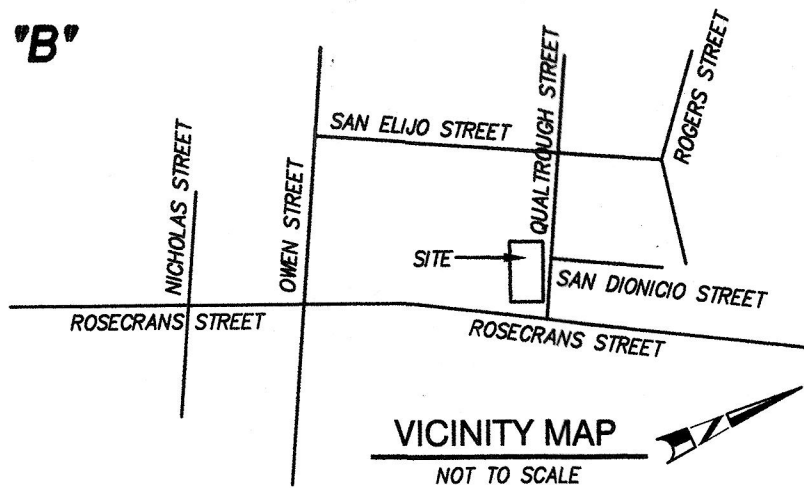 "B"
SAN ELIJO STREET
QUALTROUGH STREET
ROGERS STREET
NICHOLAS STREET
OWEN STREET
SITE
SAN DIONICIO STREET
ROSECRANS STREET
ROSECRANS STREET
VICINITY MAP
NOT TO SCALE
N